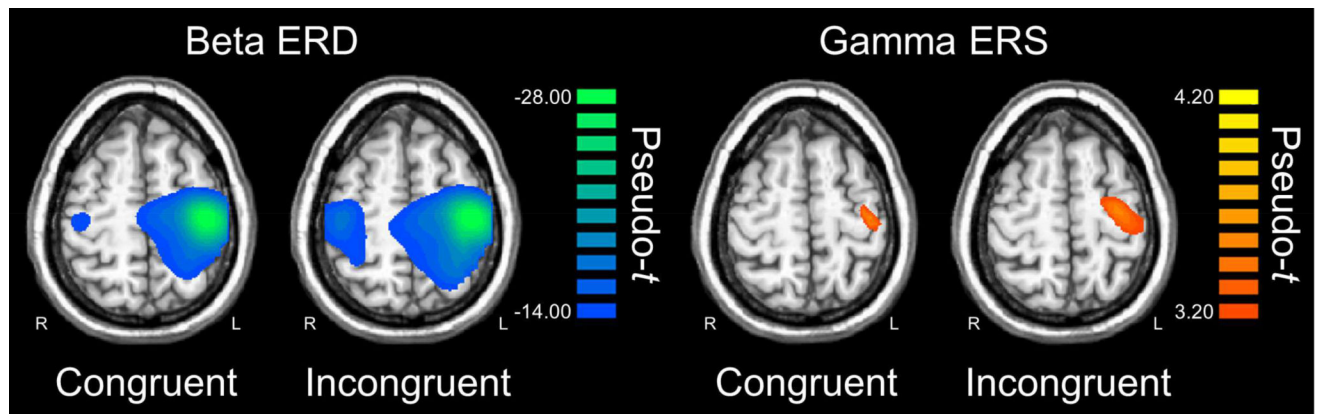 Beta ERD
Gamma ERS
-28.00
-14.00
Pseudo-t
4.20
3.20
Pseudo-t
R
L
R
L
R
L
R
L
Congruent
Incongruent
Congruent
Incongruent